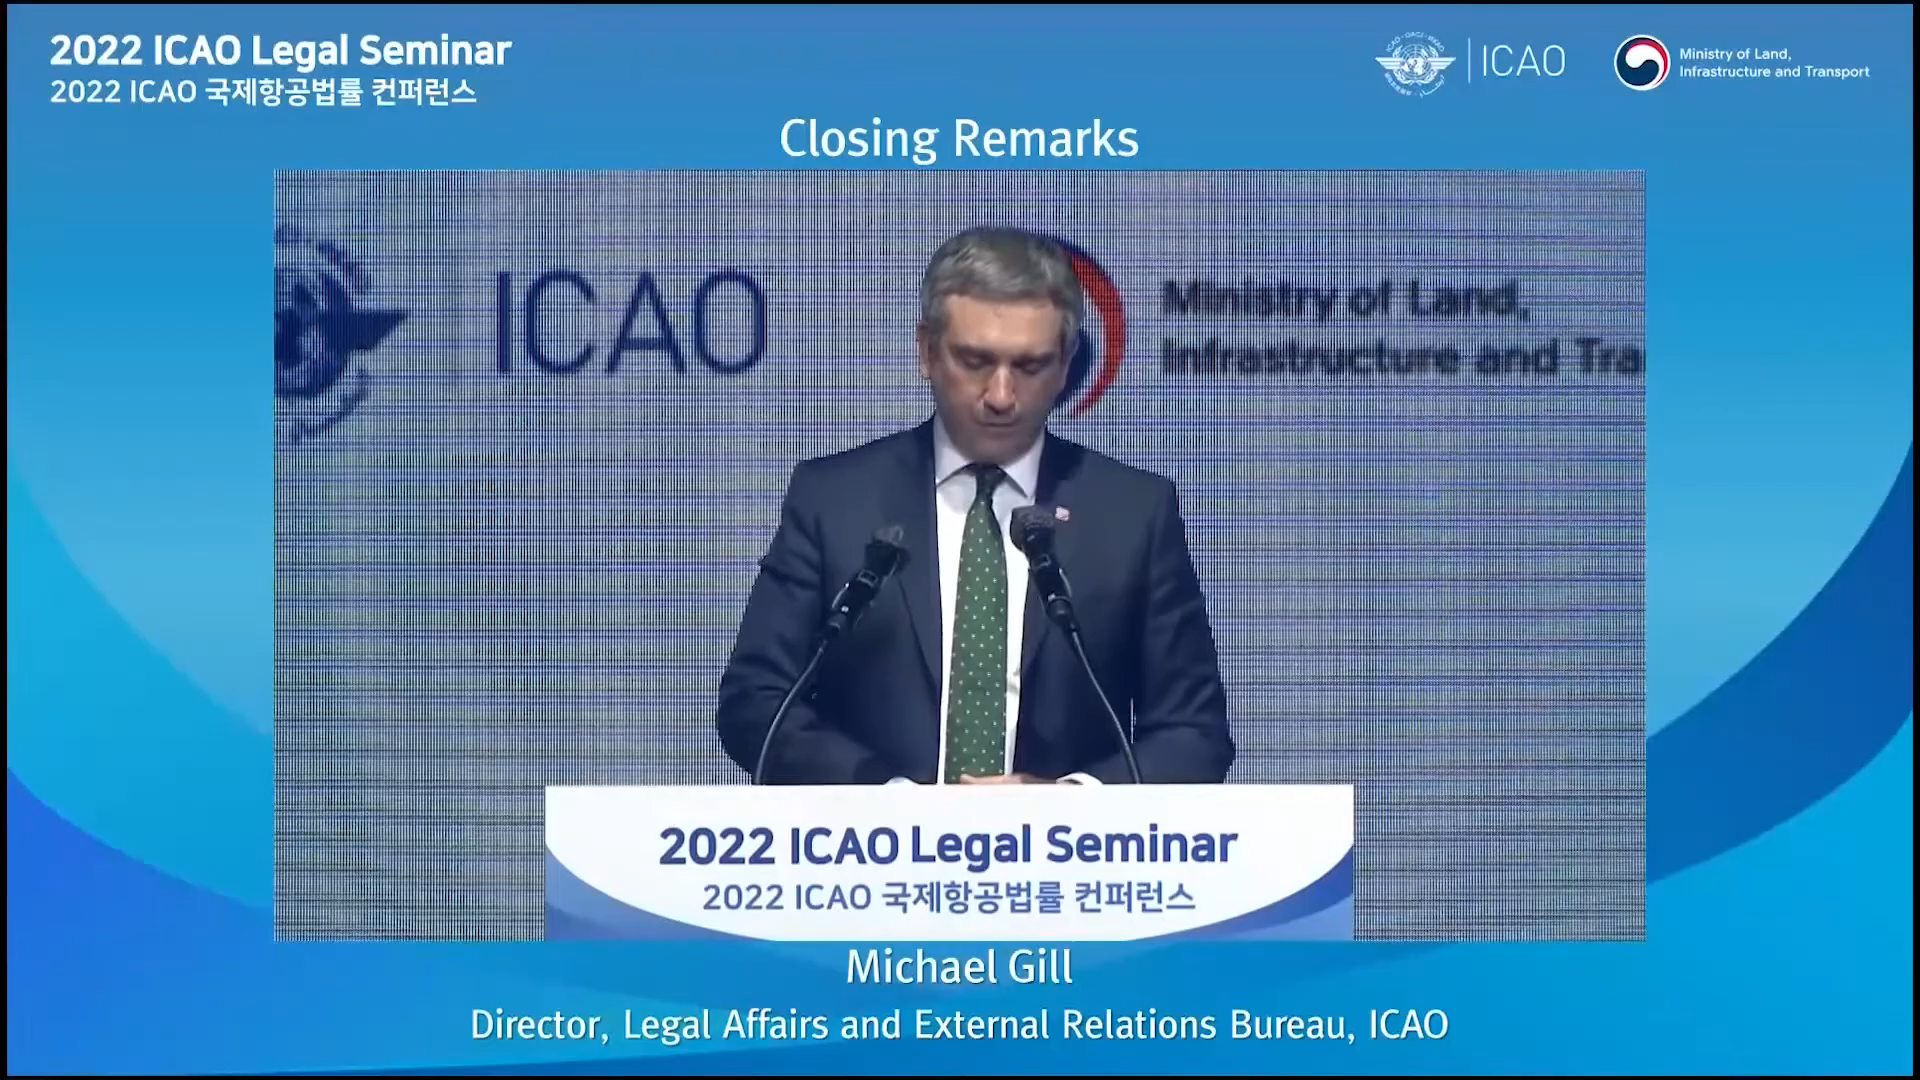 2022 ICAO Legal Seminar
2022 ICAO 국제항공법률 컨퍼런스
ICAO
Ministry of Land,
Infrastructure and Transport
Closing Remarks
ICAO
Ministry of Land,
Infrastructure and Tra
2022 ICAO Legal Seminar
2022 ICAO 국제항공법률 컨퍼런스
Michael Gill
Director, Legal Affairs and External Relations Bureau, ICAO